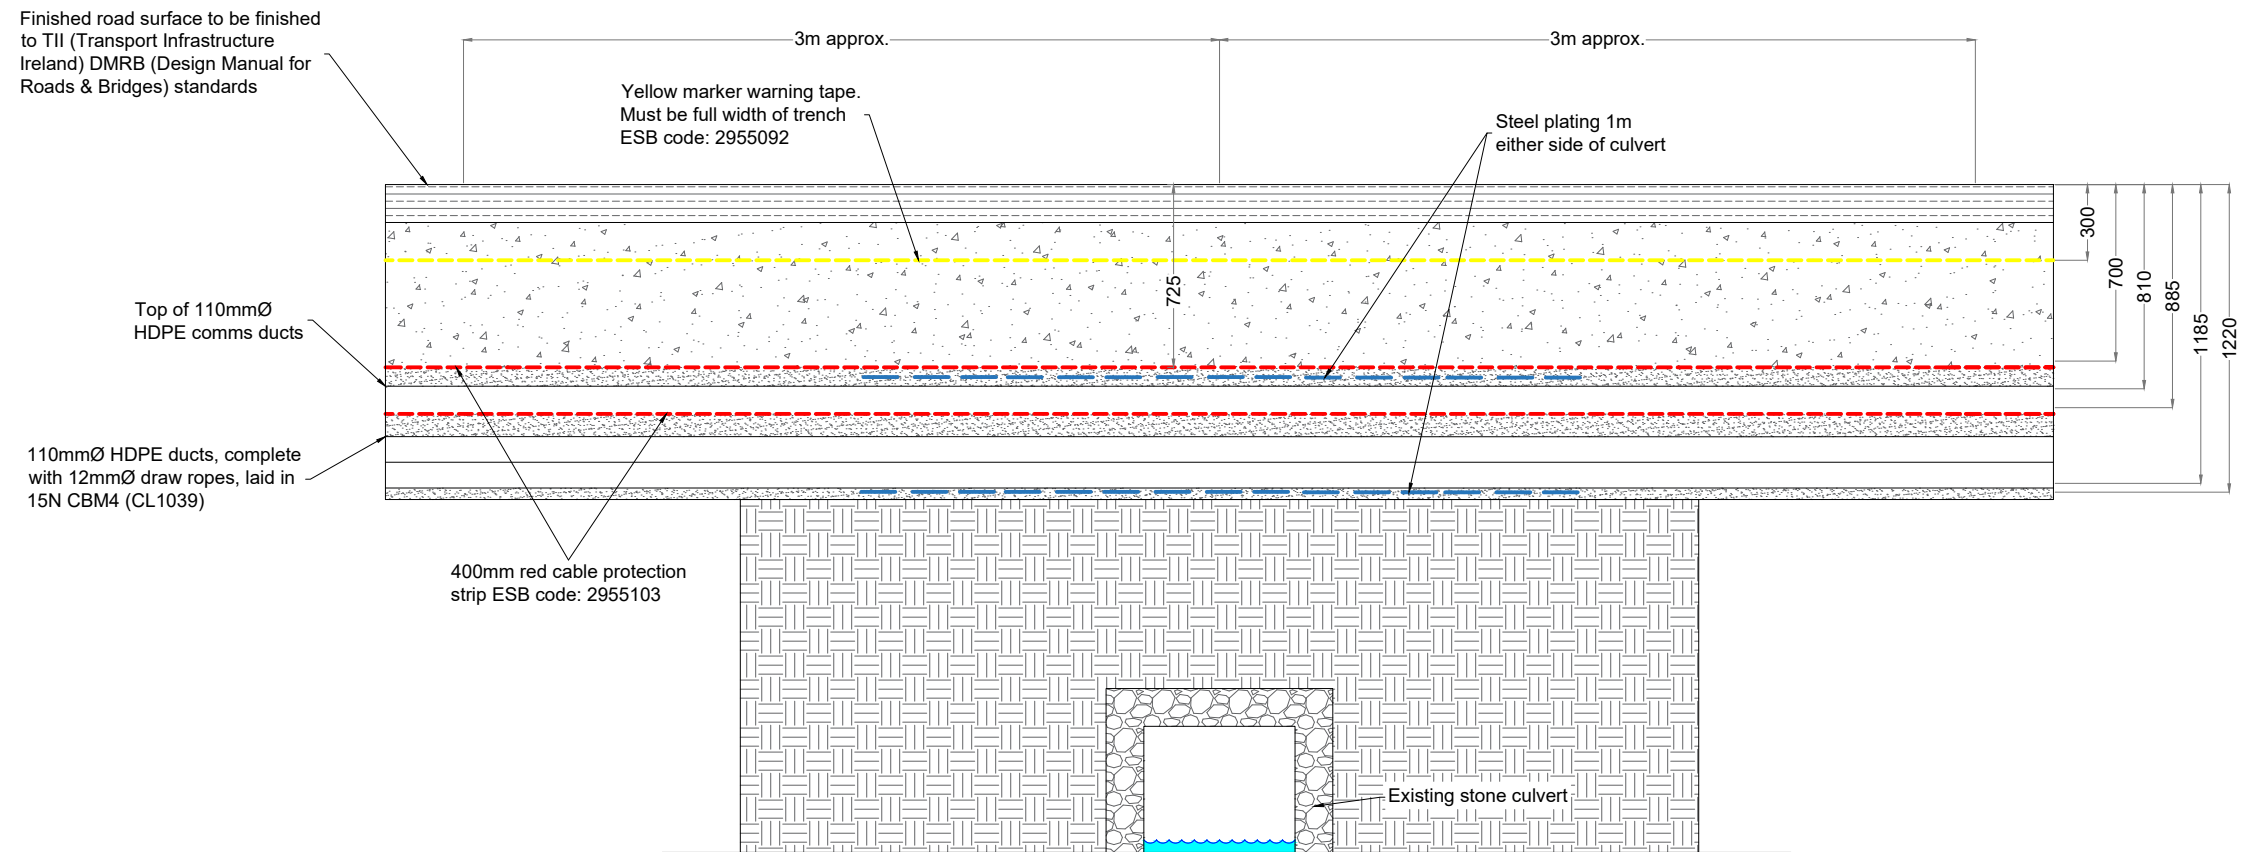 Finished road surface to be finished
to TII (Transport Infrastructure
Ireland) DMRB (Design Manual for
Roads & Bridges) standards
3m approx.
3m approx.
Yellow marker warning tape.
Must be full width of trench
ESB code: 2955092
Steel plating 1m
either side of culvert
725
300
700
810
885
1185
1220
Top of 110mmØ
HDPE comms ducts
110mmØ HDPE ducts, complete
with 12mmØ draw ropes, laid in
15N CBM4 (CL1039)
400mm red cable protection
strip ESB code: 2955103
Existing stone culvert